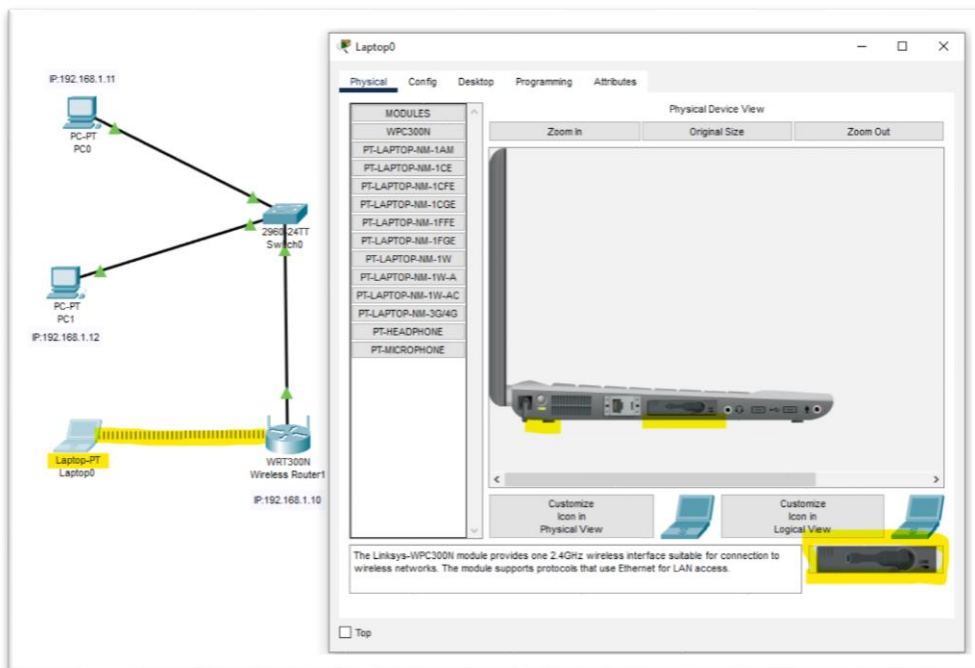 IP:192.168.1.11
PC-PT
PC0
2960-24TT
Switch0
PC-PT
PC1
IP:192.168.1.12
Laptop-PT
Laptop0
WRT300N
Wireless Router1
IP:192.168.1.10
Laptop0
Physical Config Desktop Programming Attributes
MODULES
WPC300N
PT-LAPTOP-NM-1AM
PT-LAPTOP-NM-1CE
PT-LAPTOP-NM-1CFE
PT-LAPTOP-NM-1CGE
PT-LAPTOP-NM-1FFE
PT-LAPTOP-NM-1FGE
PT-LAPTOP-NM-1W
PT-LAPTOP-NM-1W-A
PT-LAPTOP-NM-1W-AC
PT-LAPTOP-NM-3G/4G
PT-HEADPHONE
PT-MICROPHONE
Physical Device View
Zoom In Original Size Zoom Out
Customize
Icon in
Physical View
Customize
Icon in
Logical View
The Linksys-WPC300N module provides one 2.4GHz wireless interface suitable for connection to
wireless networks. The module supports protocols that use Ethernet for LAN access.
Top